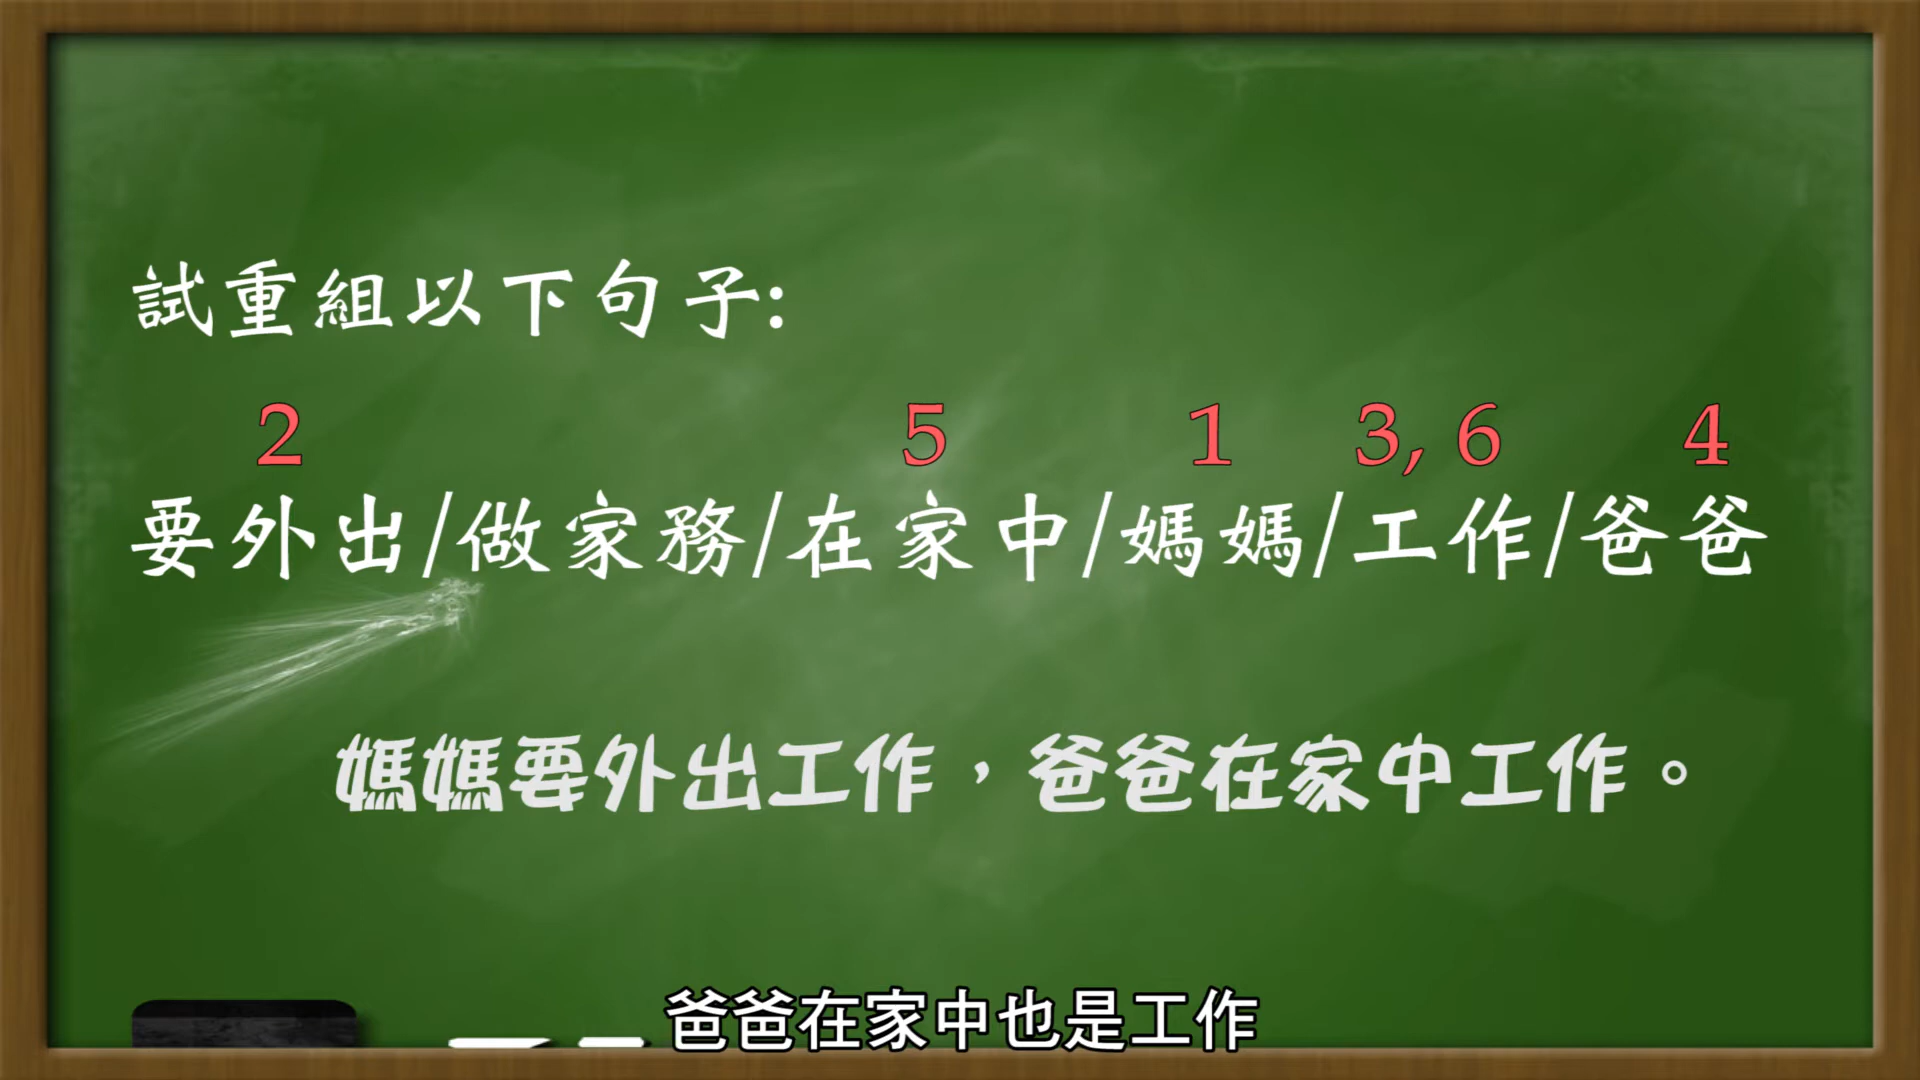 試重組以下句子:
2 5 1 3, 6 4
要外出/做家務/在家中/媽媽/工作/爸爸
媽媽要外出工作，爸爸在家中工作。
爸爸在家中也是工作